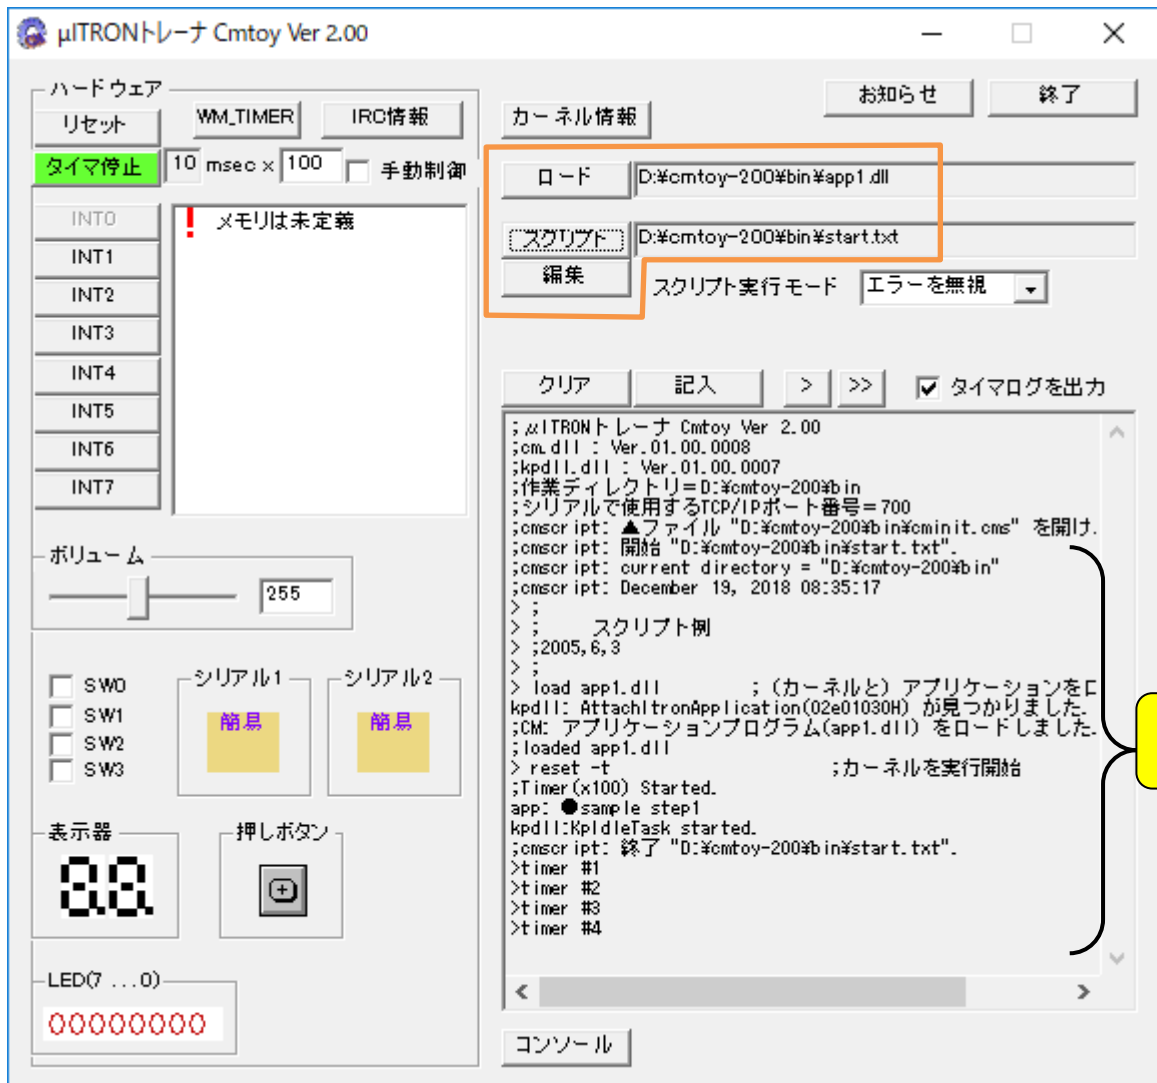 μITRONトレーナ Cmtoy Ver 2.00
お知らせ
終了
ハードウェア
リセット
WM_TIMER
IRC情報
カーネル情報
タイマ停止
10 msec × 100
手動制御
ロード
D:¥cmtoy-200¥bin¥app1.dll
スクリプト
D:¥cmtoy-200¥bin¥start.txt
編集
スクリプト実行モード
エラーを無視
INT0
INT1
INT2
INT3
INT4
INT5
INT6
INT7
! メモリは未定義
クリア
記入
>
>>
タイマログを出力
;μITRONトレーナ Cmtoy Ver 2.00
;cm.dll : Ver.01.00.0008
;kpdll.dll : Ver.01.00.0007
;作業ディレクトリ=D:¥cmtoy-200¥bin
;シリアルで使用するTCP/IPポート番号=700
;cmscript: ▲ファイル "D:¥cmtoy-200¥bin¥cminit.cms" を開け.
;cmscript: 開始 "D:¥cmtoy-200¥bin¥start.txt".
;cmscript: current directory = "D:¥cmtoy-200¥bin"
;cmscript: December 19, 2018 08:35:17
> ;
> ; スクリプト例
> ;2005,6,3
> ;
> load app1.dll ; (カーネルと) アプリケーションをロ
kpdll: AttachItronApplication(02e01030H) が見つかりました.
;CM: アプリケーションプログラム(app1.dll) をロードしました.
;loaded app1.dll
> reset -t ;カーネルを実行開始
;Timer(x100) Started.
app: ●sample step1
kpdll:KpIdleTask started.
;cmscript: 終了 "D:¥cmtoy-200¥bin¥start.txt".
>timer #1
>timer #2
>timer #3
>timer #4
ボリューム
255
SW0
SW1
SW2
SW3
シリアル1
簡易
シリアル2
簡易
表示器
88
押しボタン
LED(7 ...0)
00000000
コンソール